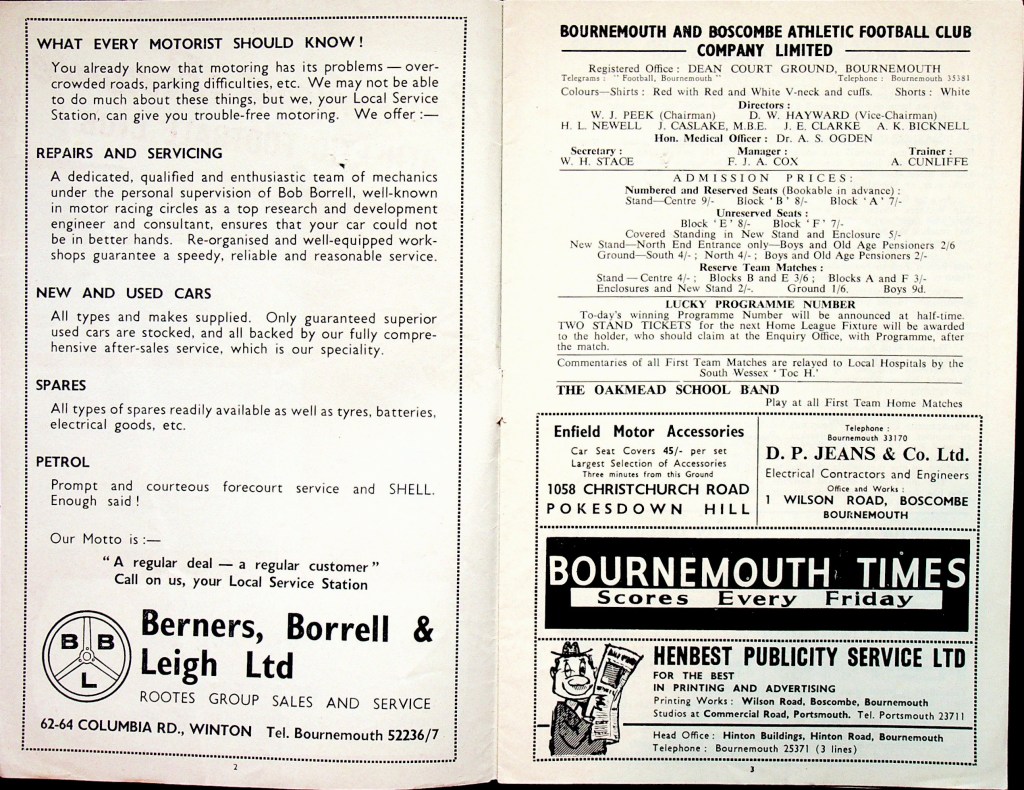 WHAT EVERY MOTORIST SHOULD KNOW !
You already know that motoring has its problems — over-
crowded roads, parking difficulties, etc. We may not be able
to do much about these things, but we, your Local Service
Station, can give you trouble-free motoring. We offer :—
REPAIRS AND SERVICING
A dedicated, qualified and enthusiastic team of mechanics
under the personal supervision of Bob Borrell, well-known
in motor racing circles as a top research and development
engineer and consultant, ensures that your car could not
be in better hands. Re-organised and well-equipped work-
shops guarantee a speedy, reliable and reasonable service.
NEW AND USED CARS
All types and makes supplied. Only guaranteed superior
used cars are stocked, and all backed by our fully compre-
hensive after-sales service, which is our speciality.
SPARES
All types of spares readily available as well as tyres, batteries,
electrical goods, etc.
PETROL
Prompt and courteous forecourt service and SHELL.
Enough said !
Our Motto is :—
" A regular deal — a regular customer "
Call on us, your Local Service Station
B B L
Berners, Borrell &
Leigh Ltd
ROOTES GROUP SALES AND SERVICE
62-64 COLUMBIA RD., WINTON Tel. Bournemouth 52236/7
2
BOURNEMOUTH AND BOSCOMBE ATHLETIC FOOTBALL CLUB
COMPANY LIMITED
Registered Office : DEAN COURT GROUND, BOURNEMOUTH
Telegrams : " Football, Bournemouth " Telephone : Bournemouth 35381
Colours—Shirts : Red with Red and White V-neck and cuffs. Shorts : White
Directors :
W. J. PEEK (Chairman) D. W. HAYWARD (Vice-Chairman)
H. L. NEWELL J. CASLAKE, M.B.E. J. E. CLARKE A. K. BICKNELL
Hon. Medical Officer : Dr. A. S. OGDEN
Secretary : Manager : Trainer :
W. H. STACE F. J. A. COX A. CUNLIFFE
ADMISSION PRICES:
Numbered and Reserved Seats (Bookable in advance) :
Stand—Centre 9/- Block ' B ' 8/- Block ' A ' 7/-
Unreserved Seats :
Block ' E ' 8/- Block ' F ' 7/-
Covered Standing in New Stand and Enclosure 5/-
New Stand—North End Entrance only—Boys and Old Age Pensioners 2/6
Ground—South 4/- ; North 4/- ; Boys and Old Age Pensioners 2/-
Reserve Team Matches :
Stand — Centre 4/- ; Blocks B and E 3/6 ; Blocks A and F 3/-
Enclosures and New Stand 2/-. Ground 1/6. Boys 9d.
LUCKY PROGRAMME NUMBER
To-day's winning Programme Number will be announced at half-time.
TWO STAND TICKETS for the next Home League Fixture will be awarded
to the holder, who should claim at the Enquiry Office, with Programme, after
the match.
Commentaries of all First Team Matches are relayed to Local Hospitals by the
South Wessex ' Toc H.'
THE OAKMEAD SCHOOL BAND
Play at all First Team Home Matches
Enfield Motor Accessories
Car Seat Covers 45/- per set
Largest Selection of Accessories
Three minutes from this Ground
1058 CHRISTCHURCH ROAD
POKESDOWN HILL
Telephone :
Bournemouth 33170
D. P. JEANS & Co. Ltd.
Electrical Contractors and Engineers
Office and Works :
1 WILSON ROAD, BOSCOMBE
BOURNEMOUTH
BOURNEMOUTH TIMES
Scores Every Friday
HENBEST PUBLICITY SERVICE LTD
FOR THE BEST
IN PRINTING AND ADVERTISING
Printing Works : Wilson Road, Boscombe, Bournemouth
Studios at Commercial Road, Portsmouth. Tel. Portsmouth 23711
Head Office : Hinton Buildings, Hinton Road, Bournemouth
Telephone : Bournemouth 25371 (3 lines)
3